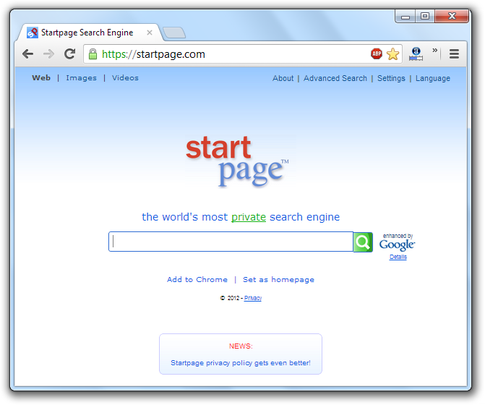 Startpage Search Engine
https://startpage.com
ABP
Web | Images | Videos
About | Advanced Search | Settings | Language
start
page™
the world's most private search engine
enhanced by
Google™
Details
Add to Chrome | Set as homepage
© 2012 - Privacy
NEWS:
Startpage privacy policy gets even better!